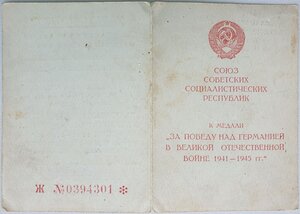 СОЮЗ
СОВЕТСКИХ
СОЦИАЛИСТИЧЕСКИХ
РЕСПУБЛИК
К МЕДАЛИ
„ЗА ПОБЕДУ НАД ГЕРМАНИЕЙ
В ВЕЛИКОЙ ОТЕЧЕСТВЕННОЙ
ВОЙНЕ 1941—1945 гг.“
Ж №0394301 ✻